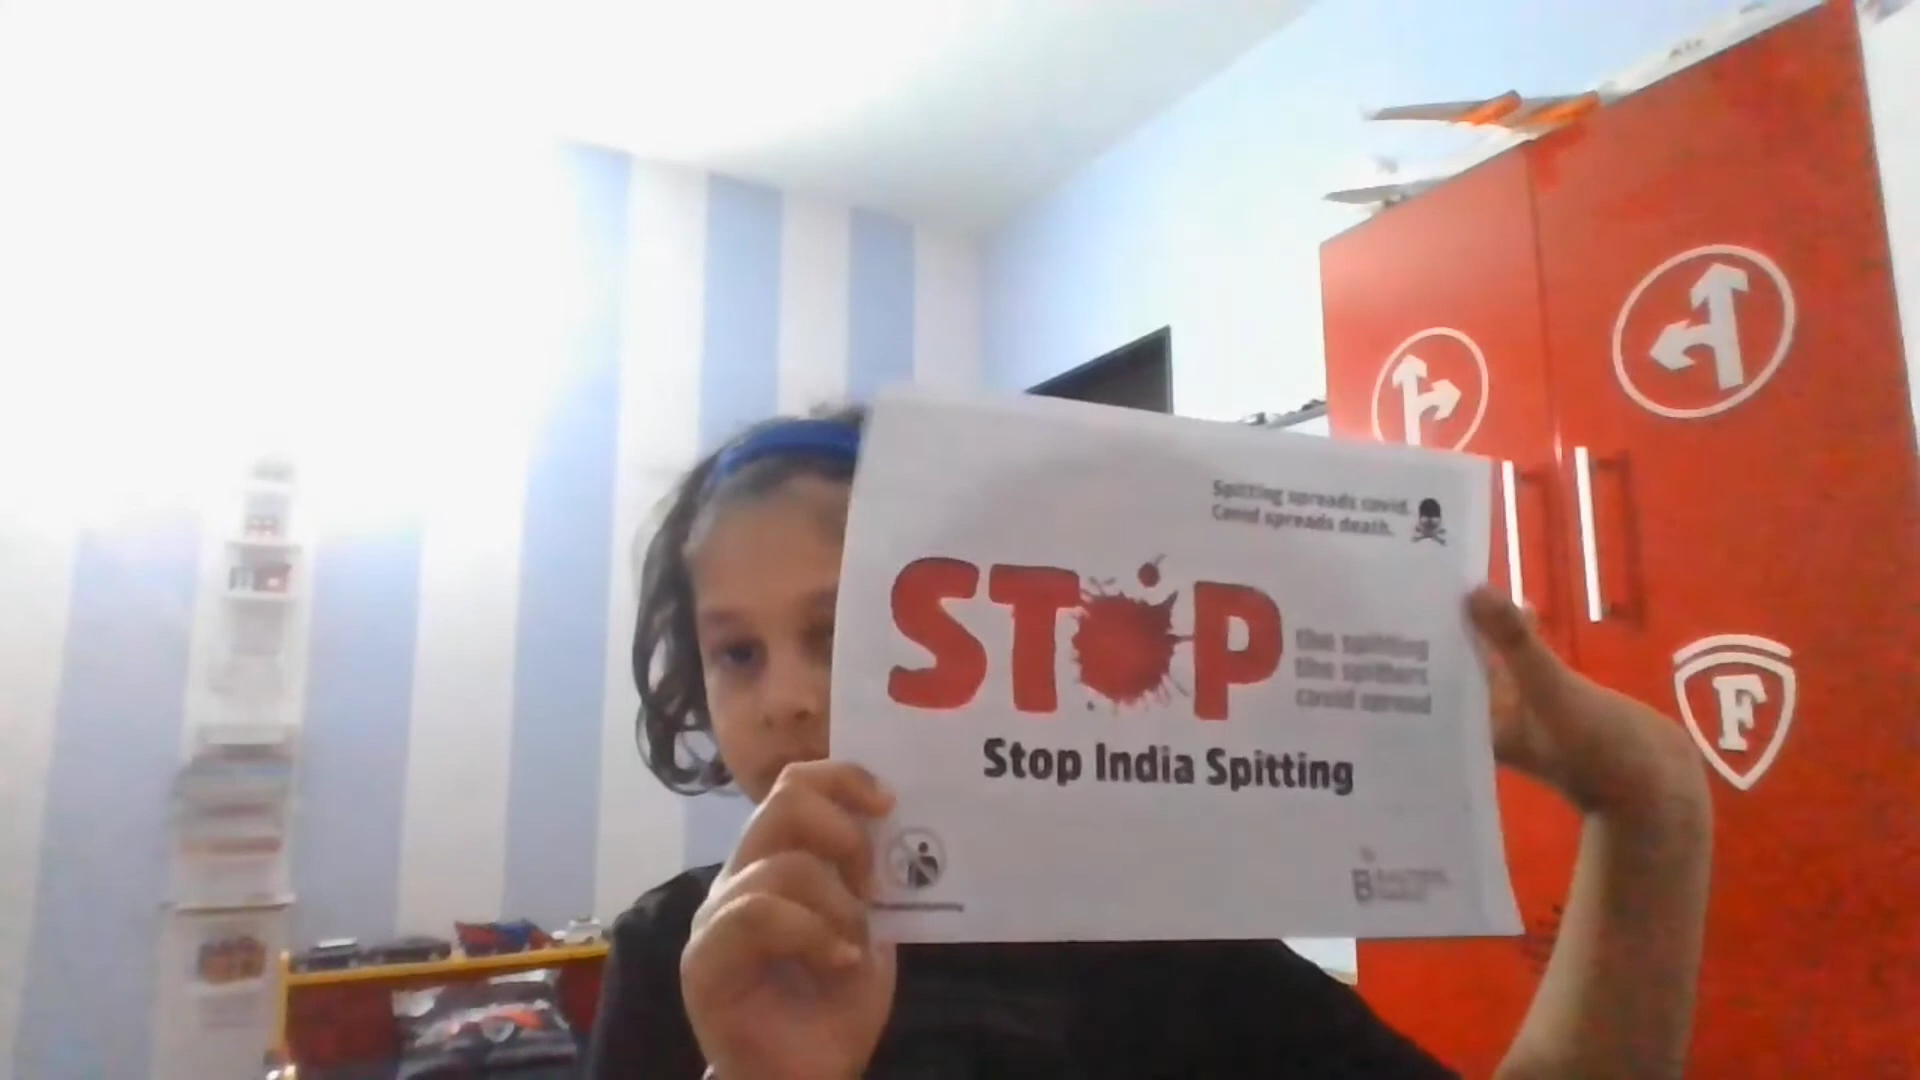 Spitting spreads covid.
Covid spreads death.
STOP
the spitting
the spitters
covid spread
Stop India Spitting
F